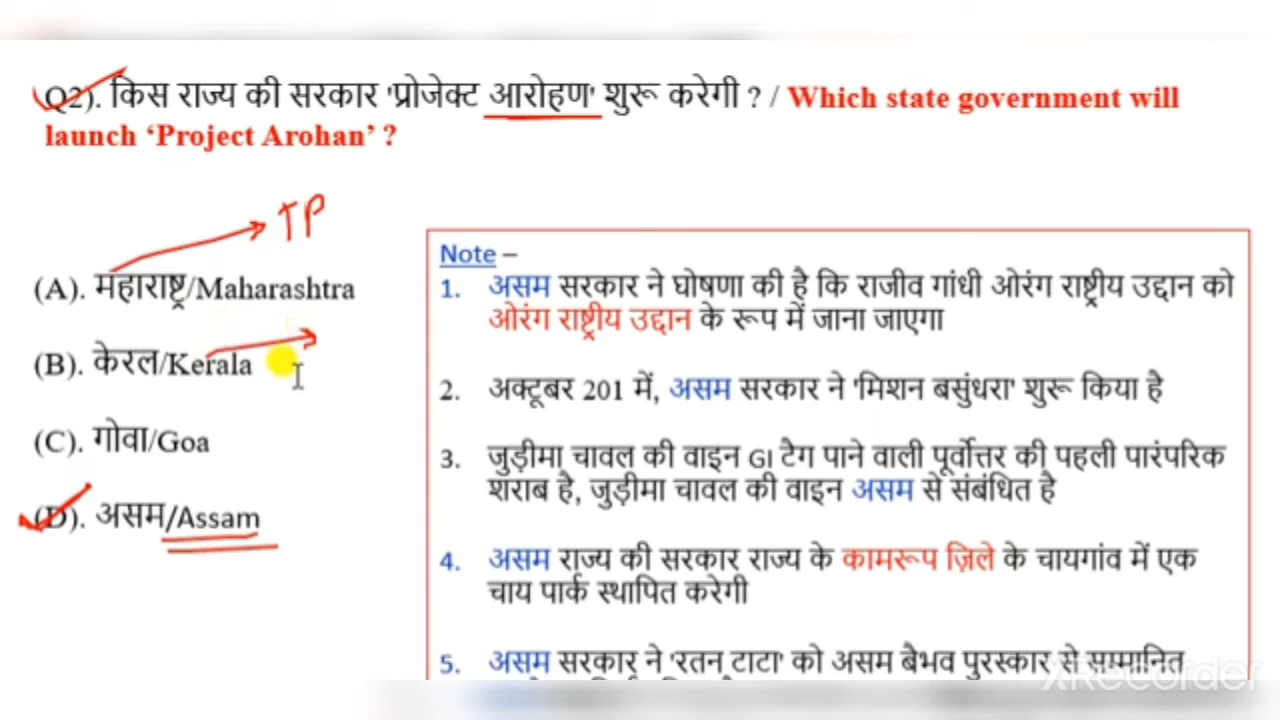 Q2). किस राज्य की सरकार 'प्रोजेक्ट आरोहण' शुरू करेगी ? / Which state government will
launch ‘Project Arohan’ ?
TP
(A). महाराष्ट्र/Maharashtra
(B). केरल/Kerala
(C). गोवा/Goa
(D). असम/Assam
Note –
1. असम सरकार ने घोषणा की है कि राजीव गांधी ओरंग राष्ट्रीय उद्दान को
ओरंग राष्ट्रीय उद्दान के रूप में जाना जाएगा
2. अक्टूबर 201 में, असम सरकार ने 'मिशन बसुंधरा' शुरू किया है
3. जुड़ीमा चावल की वाइन GI टैग पाने वाली पूर्वोत्तर की पहली पारंपरिक
शराब है, जुड़ीमा चावल की वाइन असम से संबंधित है
4. असम राज्य की सरकार राज्य के कामरूप ज़िले के चायगांव में एक
चाय पार्क स्थापित करेगी
5. असम सरकार ने 'रतन टाटा' को असम बैभव पुरस्कार से सम्मानित
XRecorder